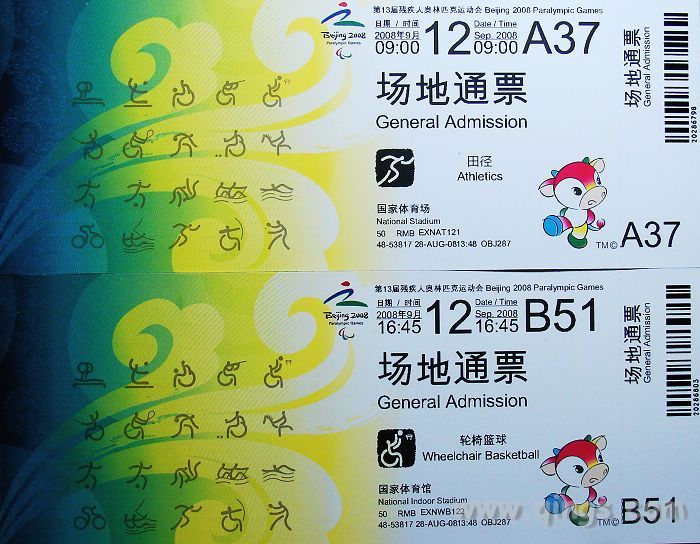 第13届残疾人奥林匹克运动会 Beijing 2008 Paralympic Games
Beijing 2008
Paralympic Games
日期 / 时间
Date / Time
2008年9月
12
Sep. 2008
A37
09:00
09:00
场地通票
General Admission
田径
Athletics
国家体育场
National Stadium
50 RMB EXNAT121
48-53817 28-AUG-0813:48 OBJ287
TM©
A37
场地通票
General Admission
20286798
第13届残疾人奥林匹克运动会 Beijing 2008 Paralympic Games
Beijing 2008
Paralympic Games
日期 / 时间
Date / Time
2008年9月
12
Sep. 2008
B51
16:45
16:45
场地通票
General Admission
轮椅篮球
Wheelchair Basketball
国家体育馆
National Indoor Stadium
50 RMB EXNWB122
48-53817 28-AUG-0813:48 OBJ287
TM©
B51
场地通票
General Admission
20286803